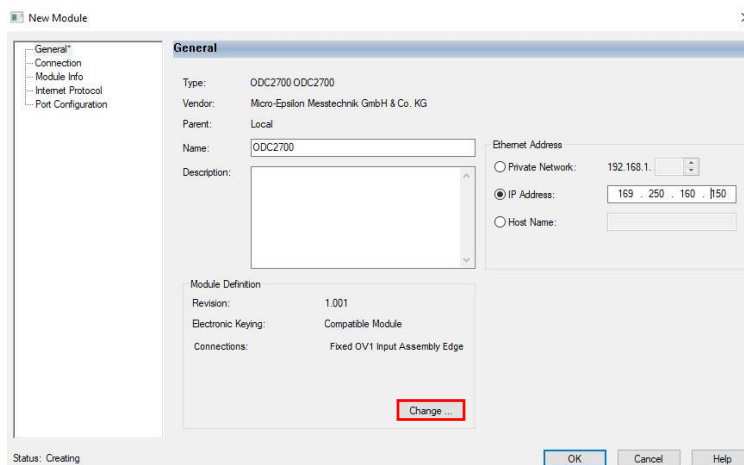 New Module
General*
Connection
Module Info
Internet Protocol
Port Configuration
General
Type: ODC2700 ODC2700
Vendor: Micro-Epsilon Messtechnik GmbH & Co. KG
Parent: Local
Name: ODC2700
Description:
Ethernet Address
Private Network: 192.168.1.
IP Address: 169 . 250 . 160 . 150
Host Name:
Module Definition
Revision: 1.001
Electronic Keying: Compatible Module
Connections: Fixed OV1 Input Assembly Edge
Change ...
Status: Creating
OK Cancel Help